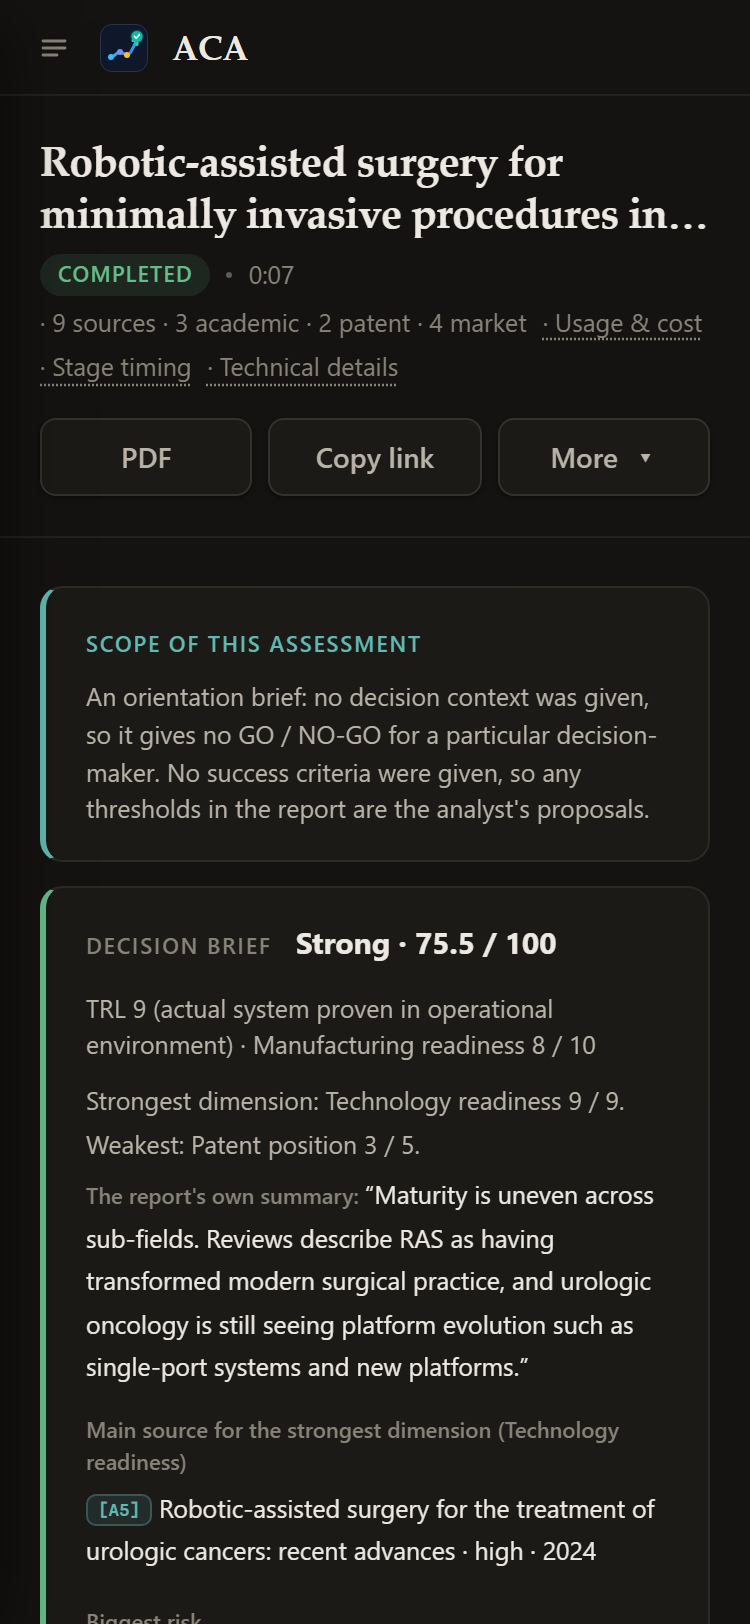 ACA
Robotic-assisted surgery for
minimally invasive procedures in…
COMPLETED • 0:07
· 9 sources · 3 academic · 2 patent · 4 market · Usage & cost
· Stage timing · Technical details
PDF
Copy link
More ▼
SCOPE OF THIS ASSESSMENT
An orientation brief: no decision context was given,
so it gives no GO / NO-GO for a particular decision-
maker. No success criteria were given, so any
thresholds in the report are the analyst's proposals.
DECISION BRIEF Strong · 75.5 / 100
TRL 9 (actual system proven in operational
environment) · Manufacturing readiness 8 / 10
Strongest dimension: Technology readiness 9 / 9.
Weakest: Patent position 3 / 5.
The report's own summary: “Maturity is uneven across
sub-fields. Reviews describe RAS as having
transformed modern surgical practice, and urologic
oncology is still seeing platform evolution such as
single-port systems and new platforms.”
Main source for the strongest dimension (Technology
readiness)
[A5] Robotic-assisted surgery for the treatment of
urologic cancers: recent advances · high · 2024
Biggest risk